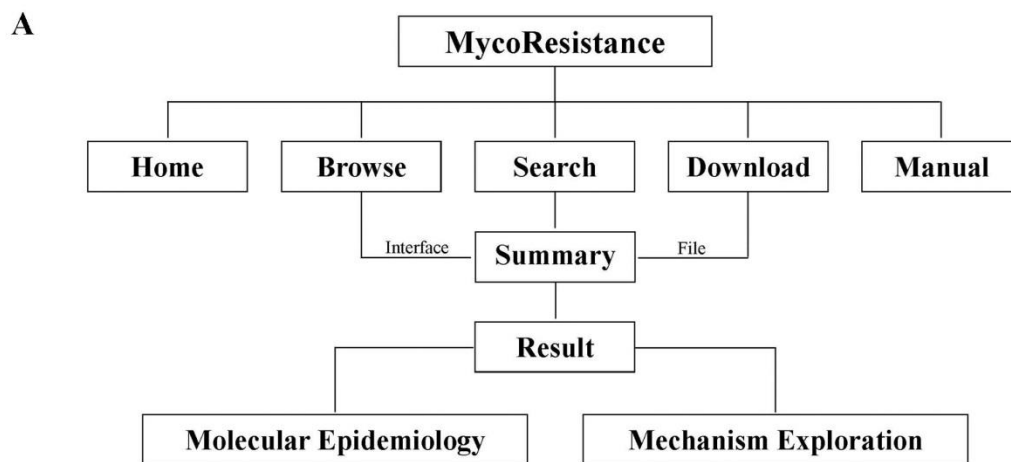 A
MycoResistance
Home
Browse
Search
Download
Manual
Interface
Summary
File
Result
Molecular Epidemiology
Mechanism Exploration